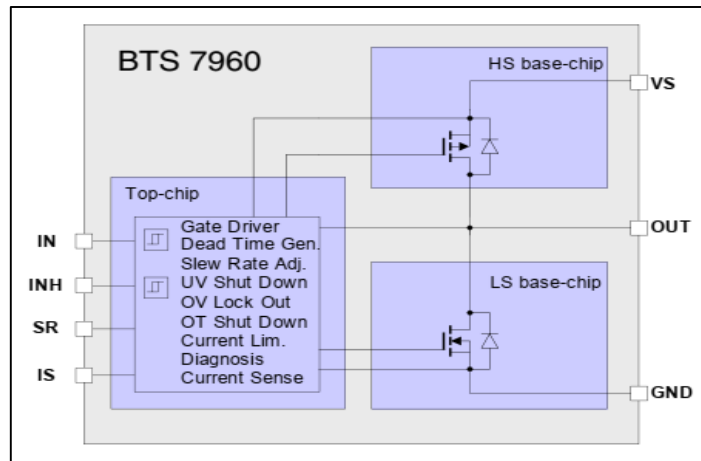 BTS 7960
HS base-chip
VS
Top-chip
Gate Driver
Dead Time Gen.
Slew Rate Adj.
UV Shut Down
OV Lock Out
OT Shut Down
Current Lim.
Diagnosis
Current Sense
IN
INH
SR
IS
OUT
LS base-chip
GND